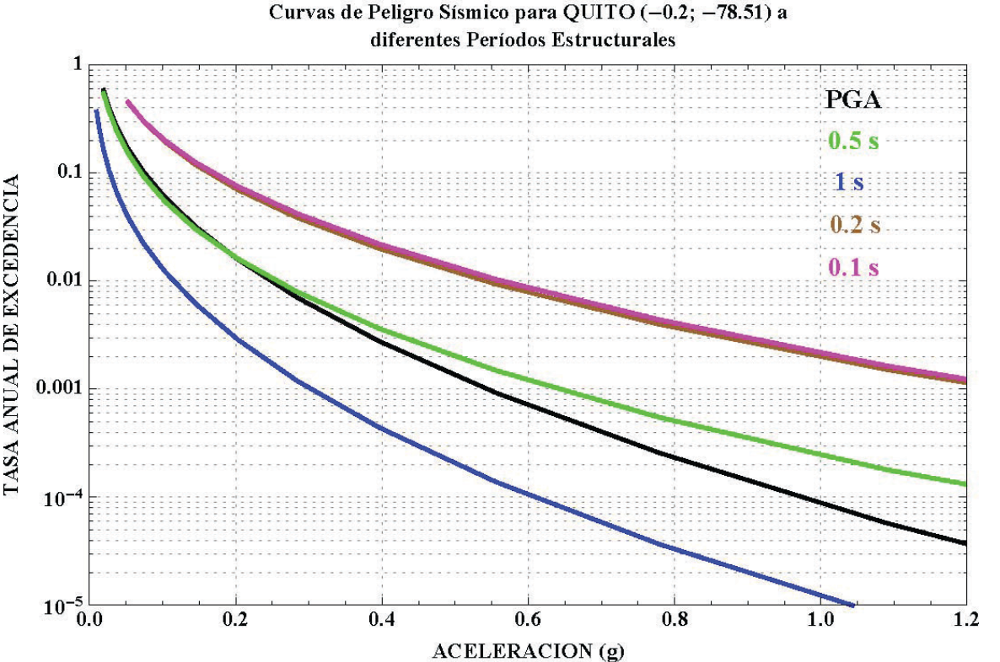 Curvas de Peligro Sísmico para QUITO (−0.2; −78.51) a
diferentes Períodos Estructurales
PGA
0.5 s
1 s
0.2 s
0.1 s
TASA ANUAL DE EXCEDENCIA
1
0.1
0.01
0.001
10⁻⁴
10⁻⁵
0.0 0.2 0.4 0.6 0.8 1.0 1.2
ACELERACION (g)